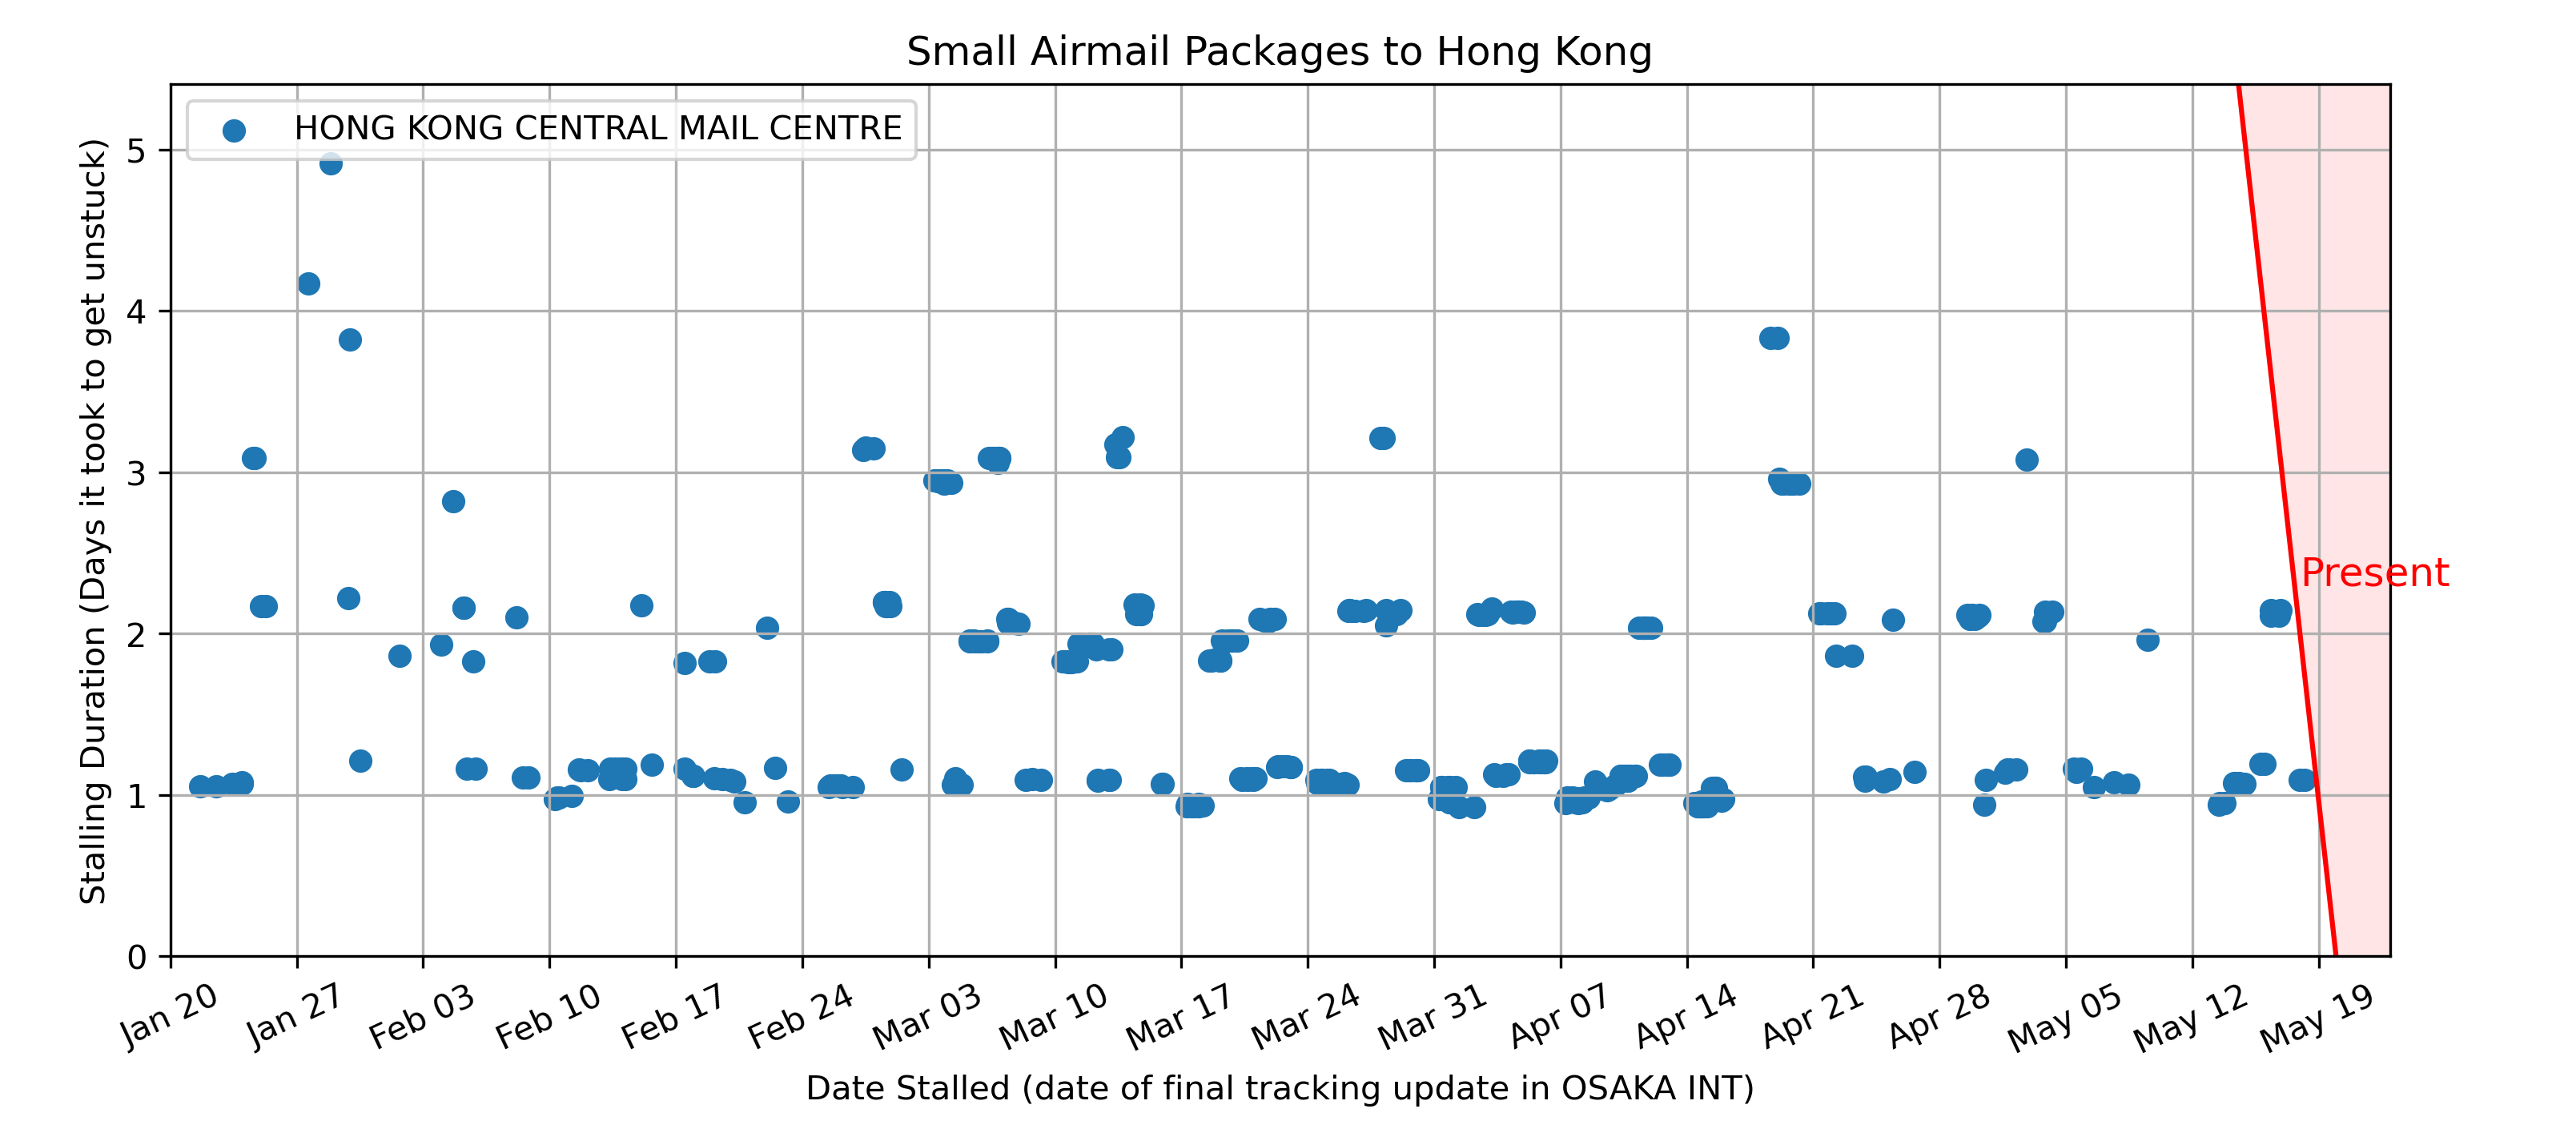 Small Airmail Packages to Hong Kong
HONG KONG CENTRAL MAIL CENTRE
Stalling Duration (Days it took to get unstuck)
5
4
3
2
1
0
Present
Jan 20
Jan 27
Feb 03
Feb 10
Feb 17
Feb 24
Mar 03
Mar 10
Mar 17
Mar 24
Mar 31
Apr 07
Apr 14
Apr 21
Apr 28
May 05
May 12
May 19
Date Stalled (date of final tracking update in OSAKA INT)